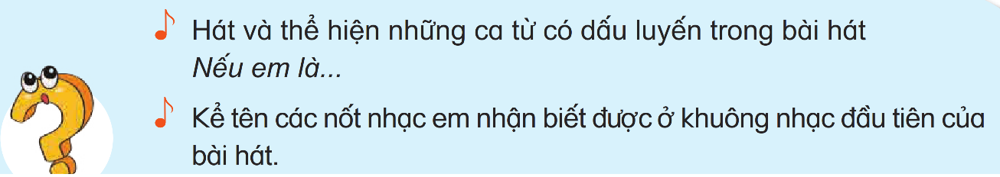 Hát và thể hiện những ca từ có dấu luyến trong bài hát
Nếu em là...
Kể tên các nốt nhạc em nhận biết được ở khuông nhạc đầu tiên của
bài hát.